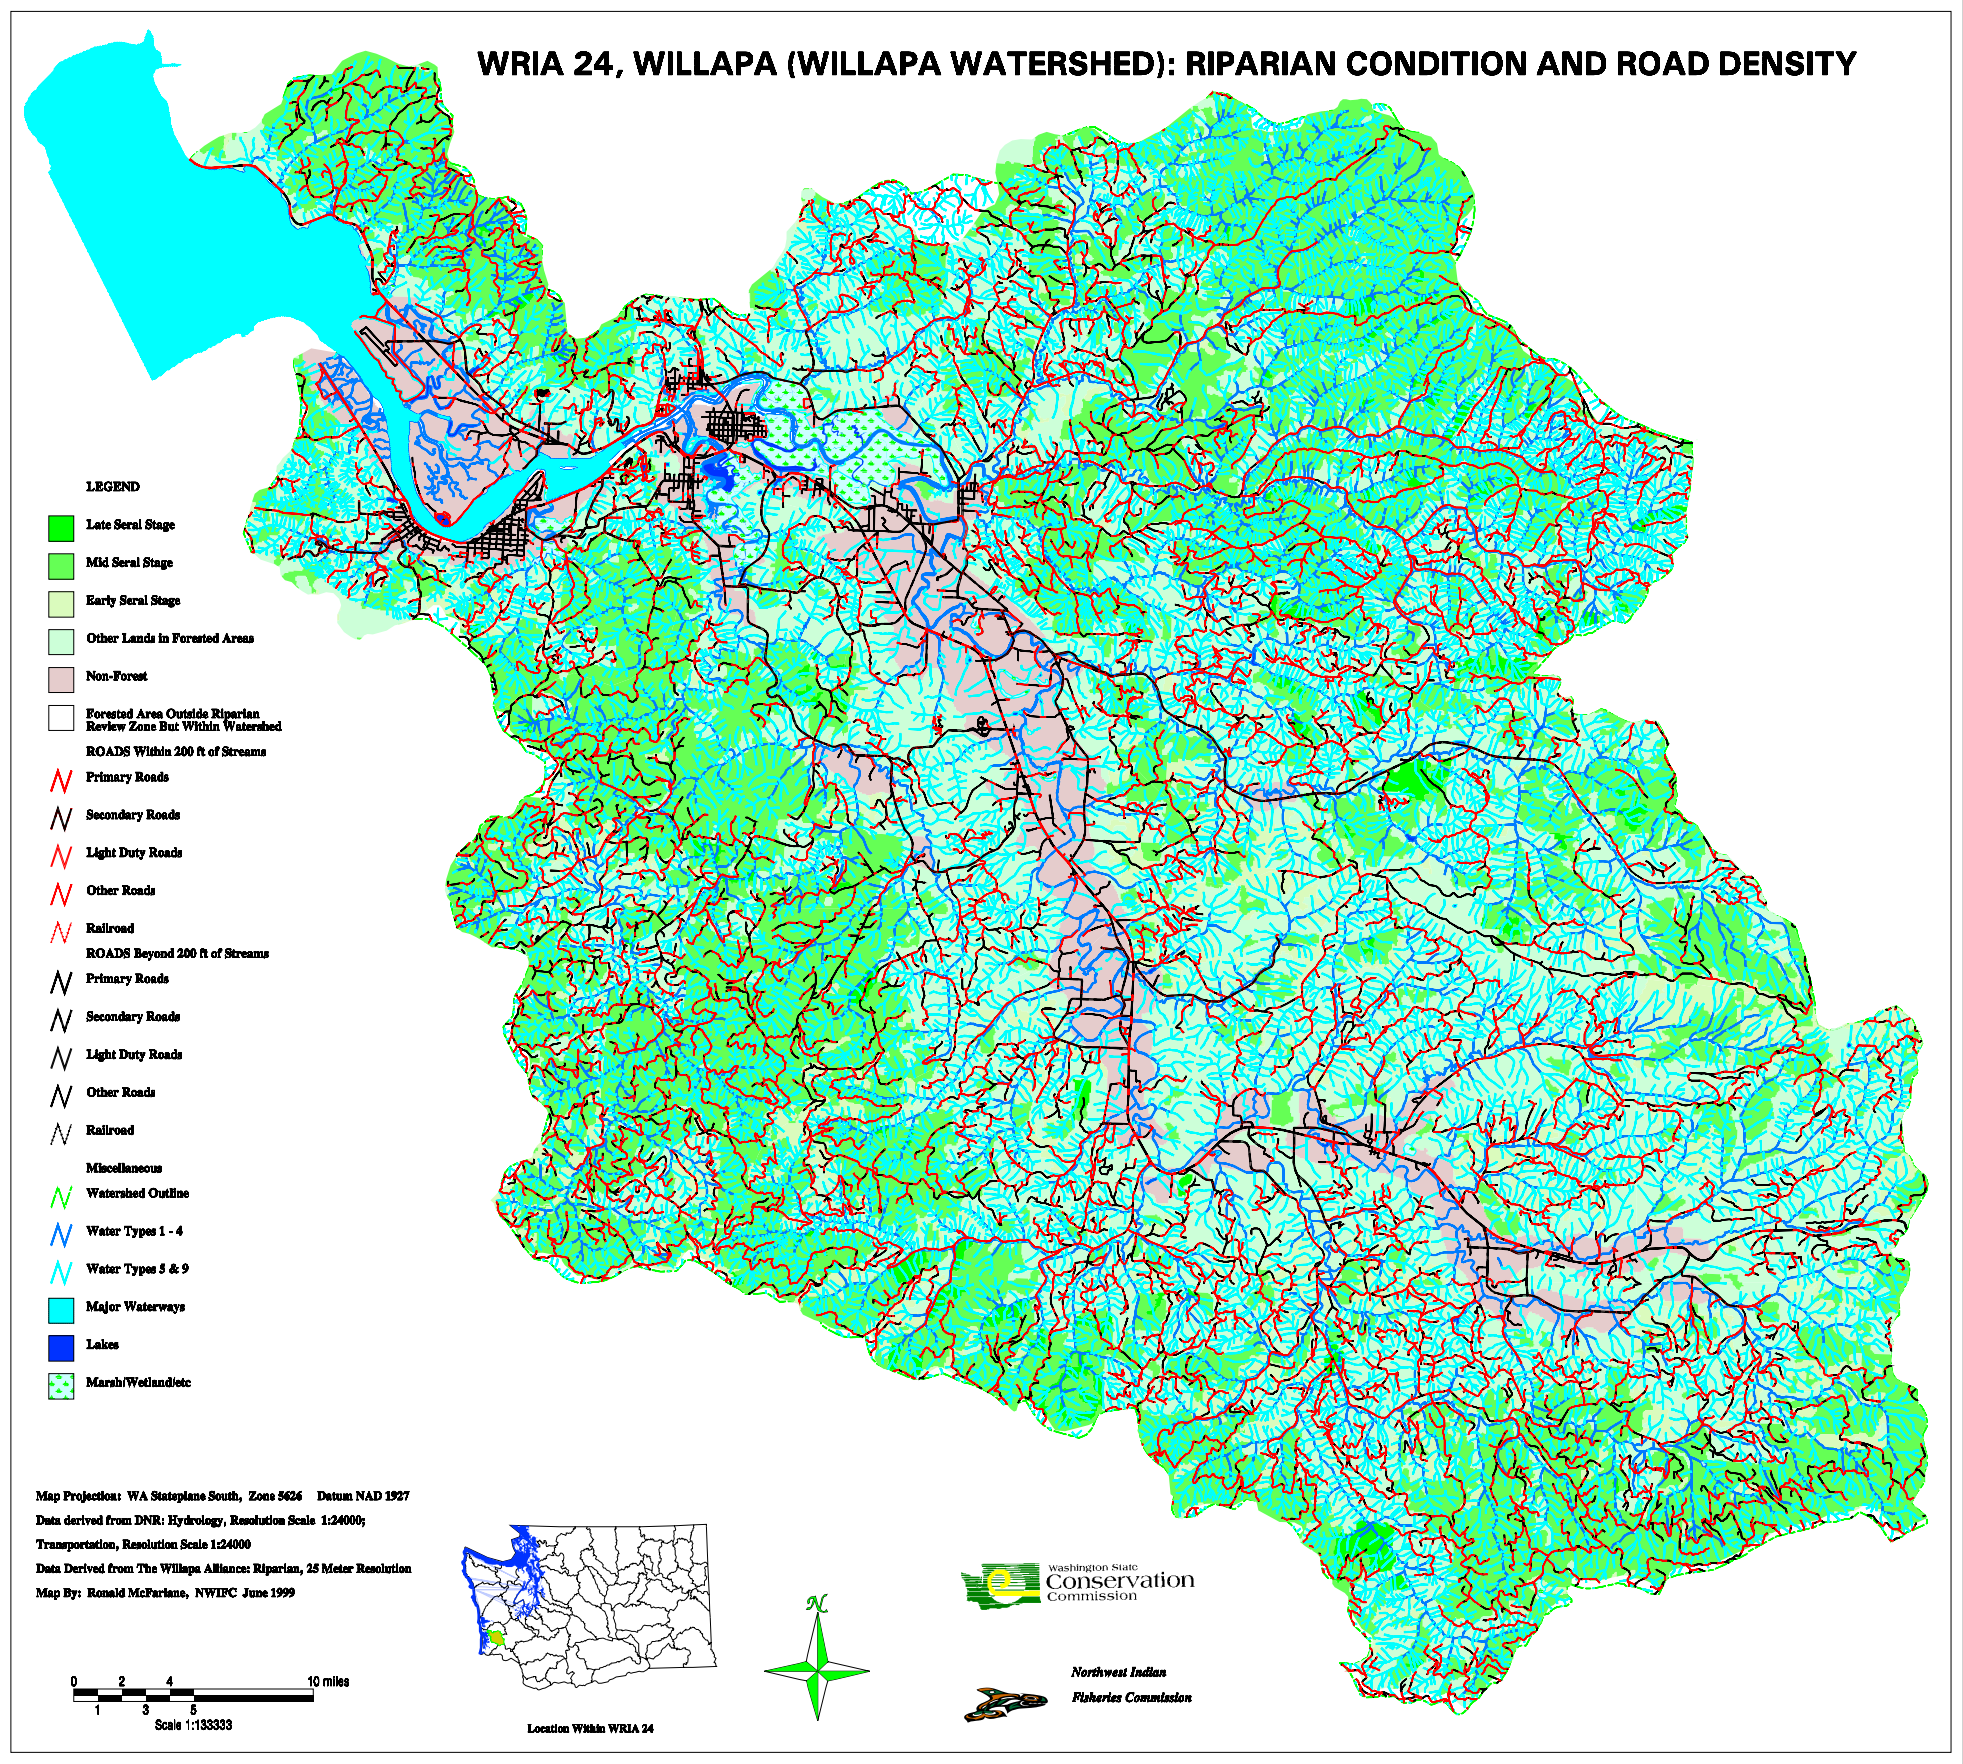 WRIA 24, WILLAPA (WILLAPA WATERSHED): RIPARIAN CONDITION AND ROAD DENSITY
LEGEND
Late Seral Stage
Mid Seral Stage
Early Seral Stage
Other Lands in Forested Areas
Non-Forest
Forested Area Outside Riparian
Review Zone But Within Watershed
ROADS Within 200 ft of Streams
Primary Roads
Secondary Roads
Light Duty Roads
Other Roads
Railroad
ROADS Beyond 200 ft of Streams
Primary Roads
Secondary Roads
Light Duty Roads
Other Roads
Railroad
Miscellaneous
Watershed Outline
Water Types 1 - 4
Water Types 5 & 9
Major Waterways
Lakes
Marsh/Wetland/etc
Map Projection: WA Stateplane South, Zone 5626 Datum NAD 1927
Data derived from DNR: Hydrology, Resolution Scale 1:24000;
Transportation, Resolution Scale 1:24000
Data Derived from The Willapa Alliance: Riparian, 25 Meter Resolution
Map By: Ronald McFarlane, NWIFC June 1999
0 2 4 10 miles
1 3 5
Scale 1:133333
Location Within WRIA 24
N
Washington State
Conservation
Commission
Northwest Indian
Fisheries Commission